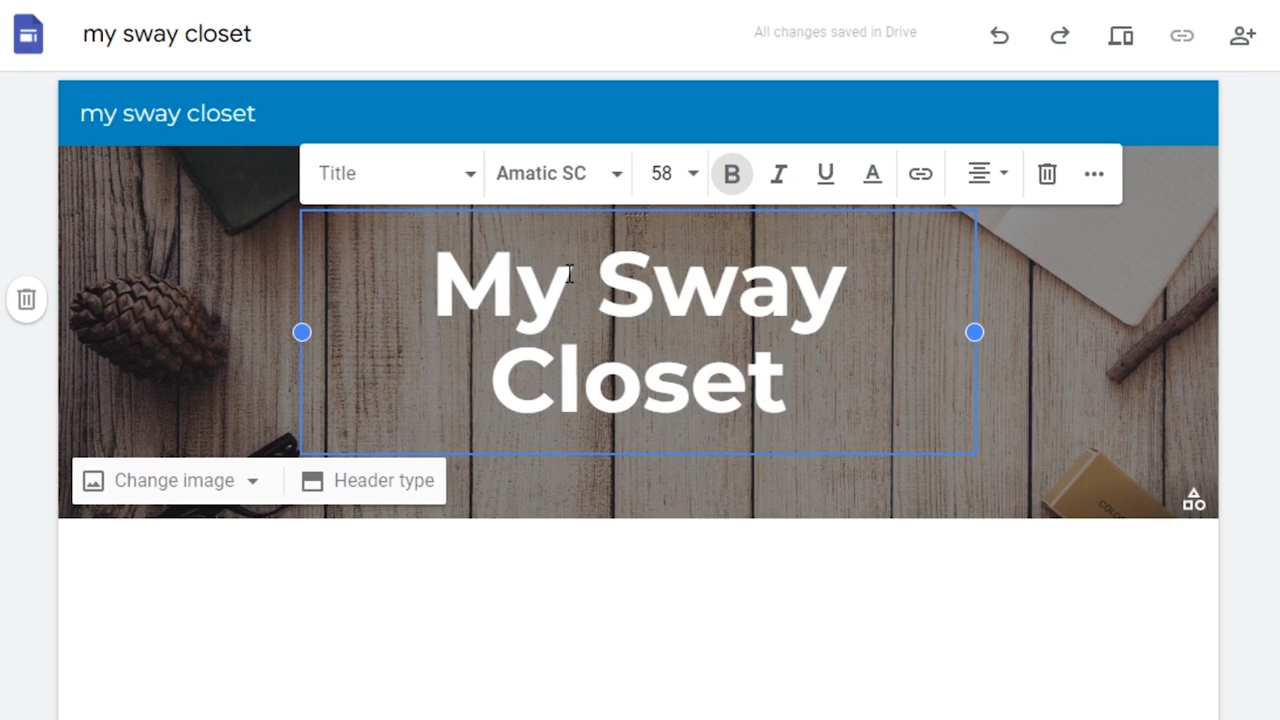 my sway closet
All changes saved in Drive
my sway closet
Title
Amatic SC
58
B I U A
My Sway
Closet
Change image
Header type